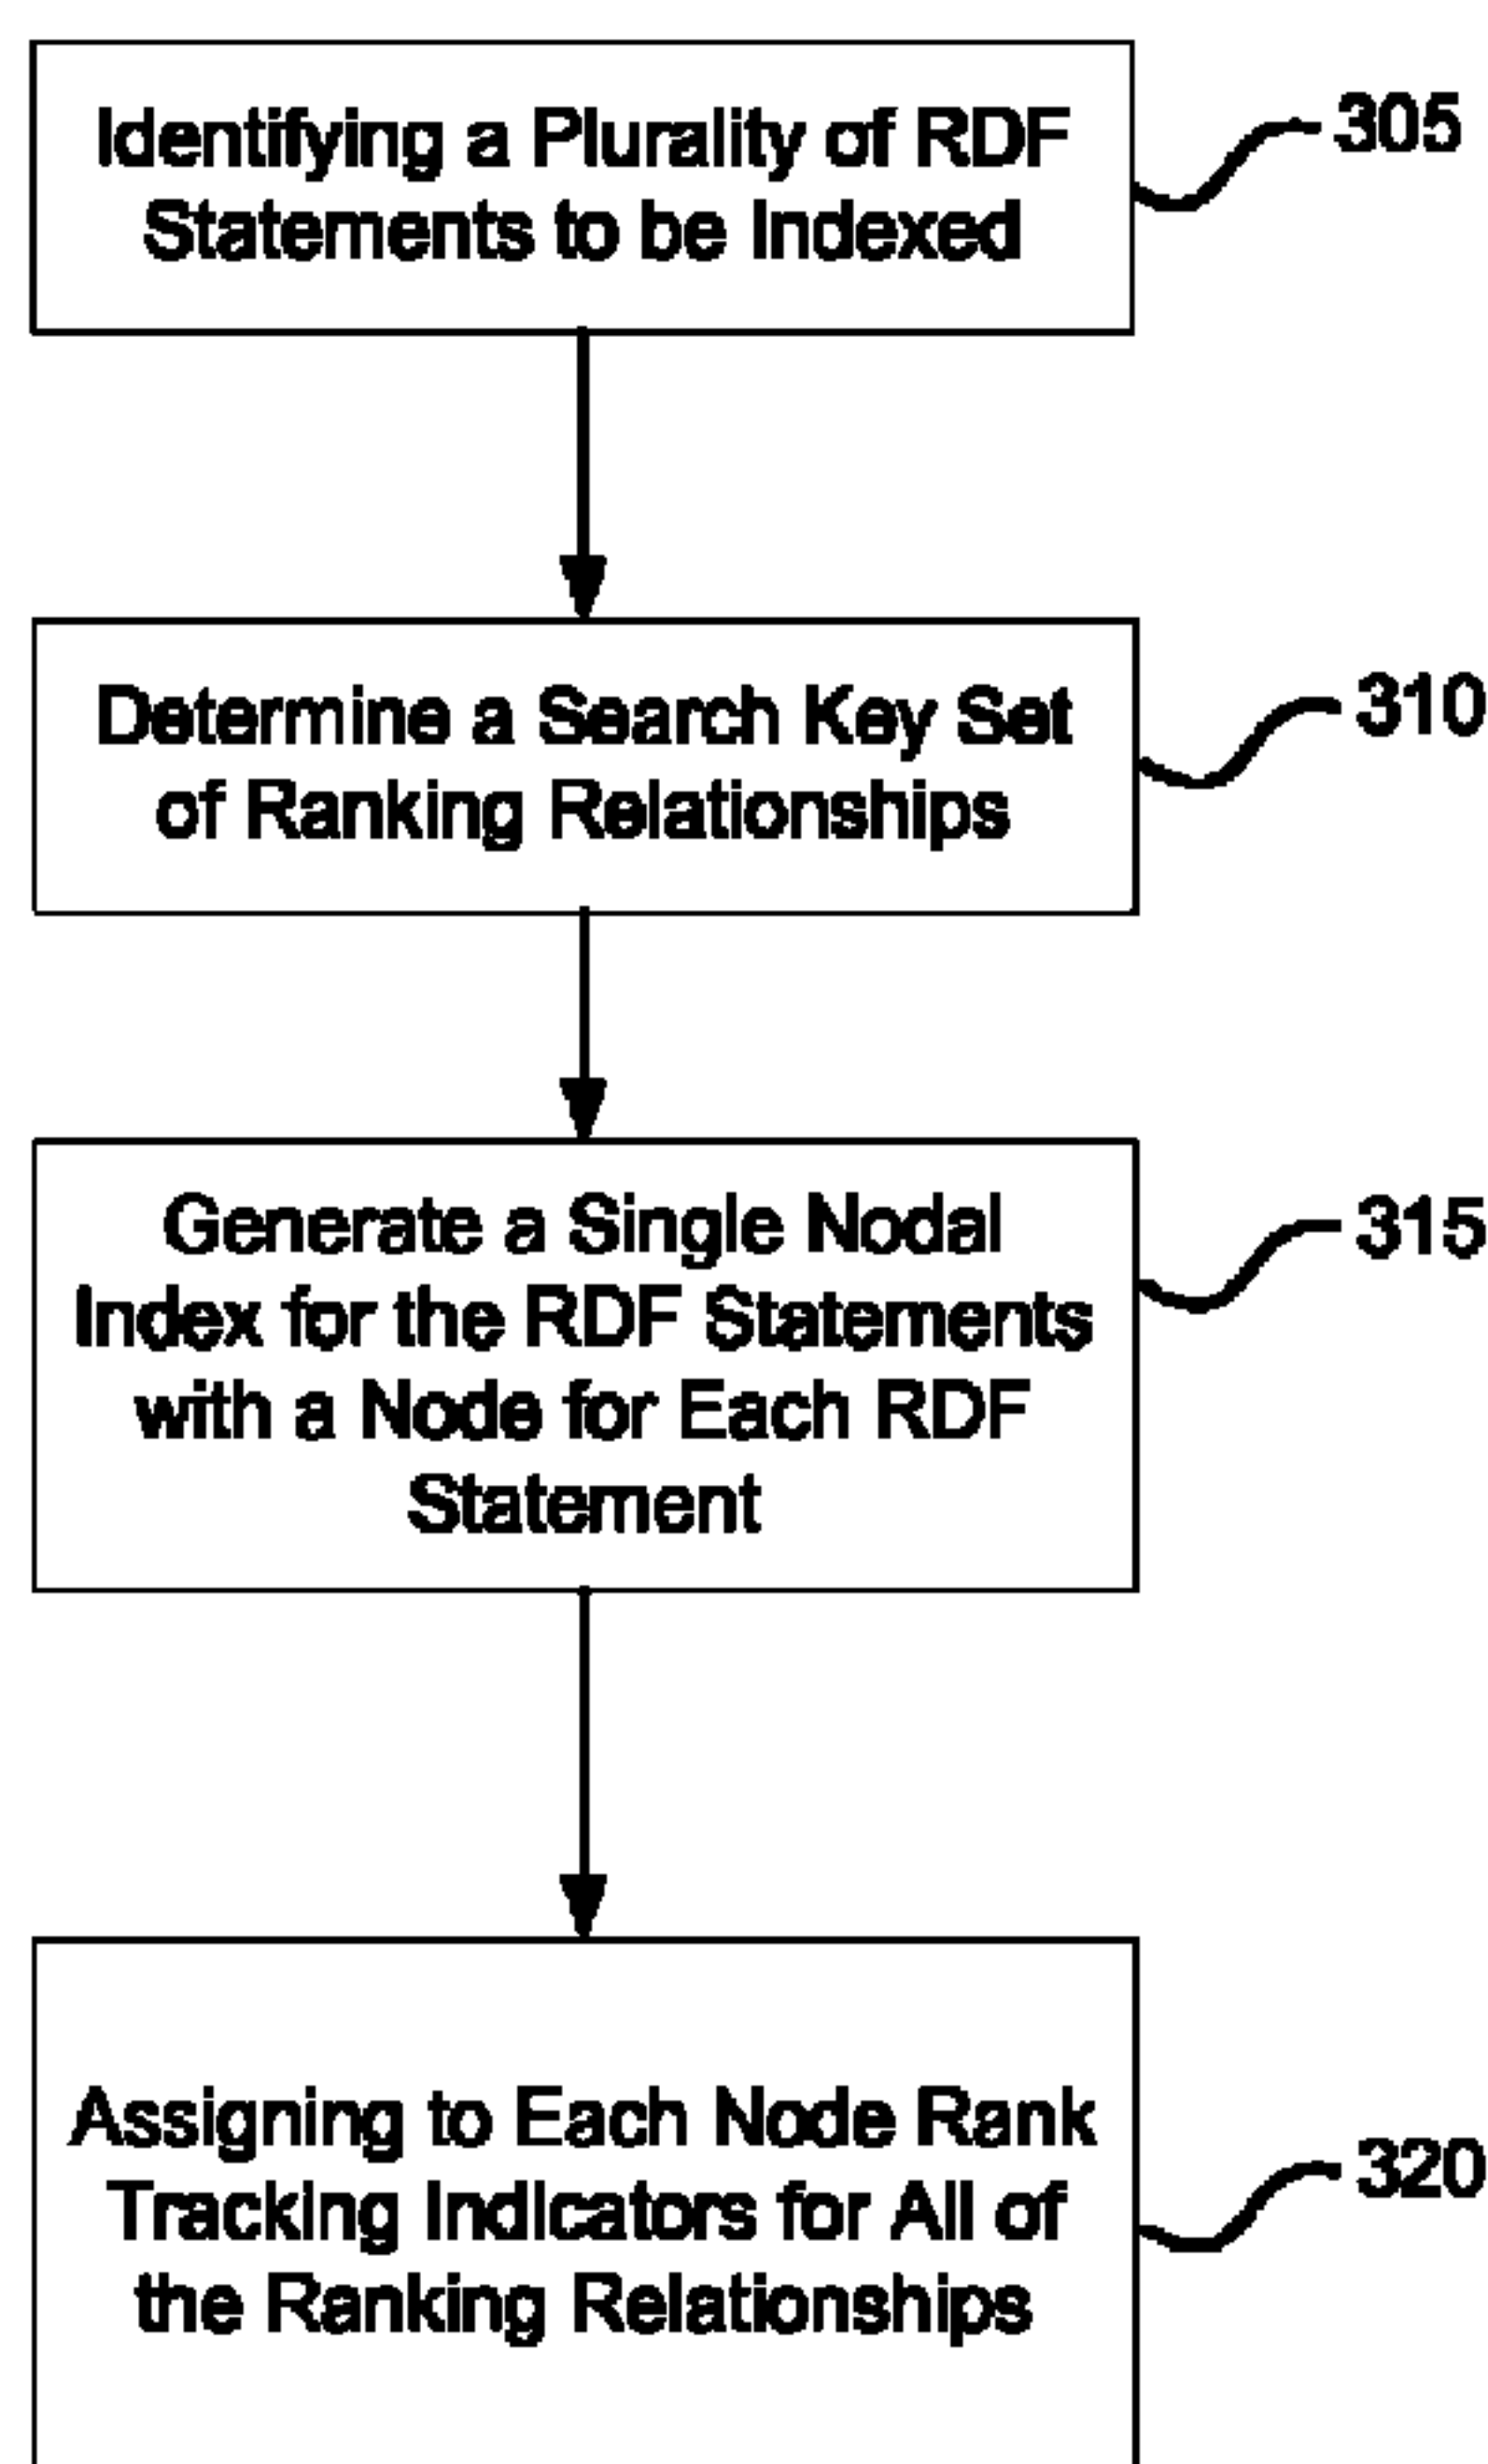 Identifying a Plurality of RDF
Statements to be Indexed
305
Determine a Search Key Set
of Ranking Relationships
310
Generate a Single Nodal
Index for the RDF Statements
with a Node for Each RDF
Statement
315
Assigning to Each Node Rank
Tracking Indicators for All of
the Ranking Relationships
320